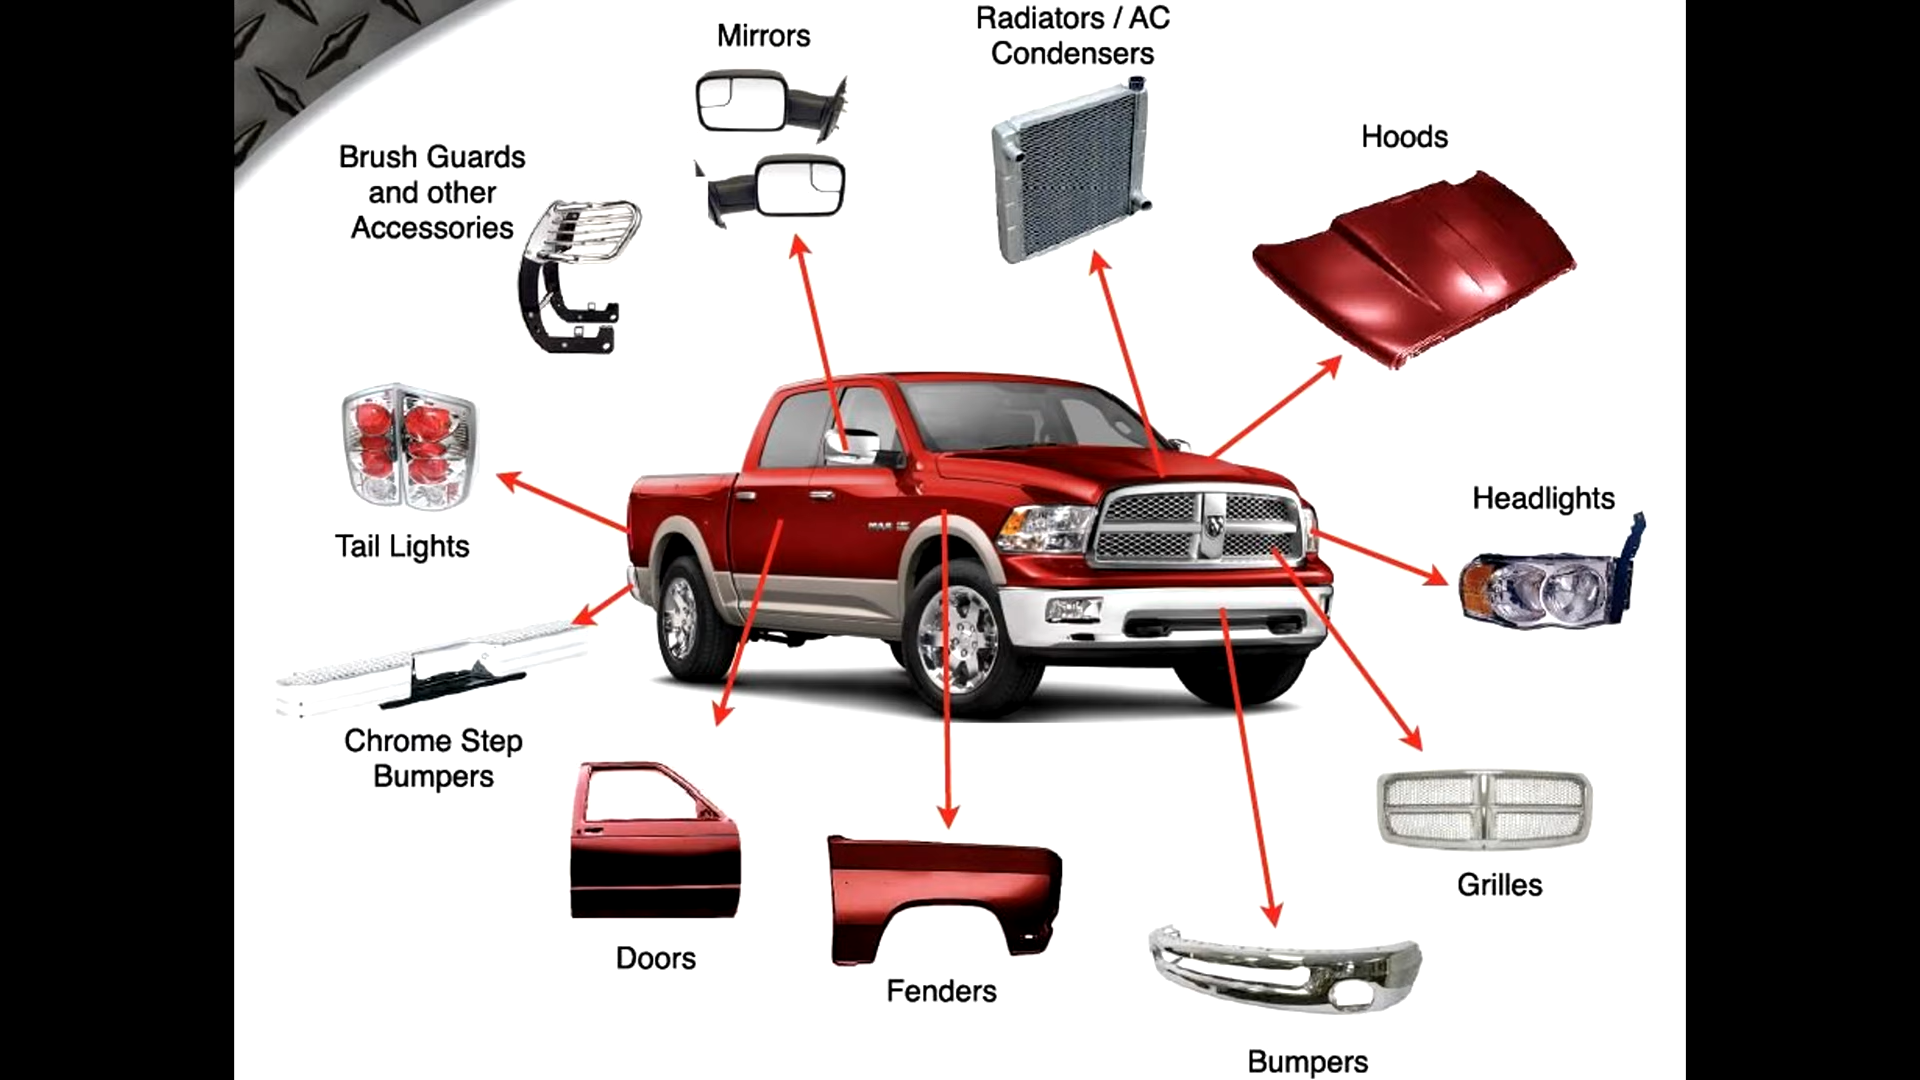 Mirrors
Radiators / AC
Condensers
Hoods
Brush Guards
and other
Accessories
Headlights
Tail Lights
Chrome Step
Bumpers
Grilles
Doors
Fenders
Bumpers